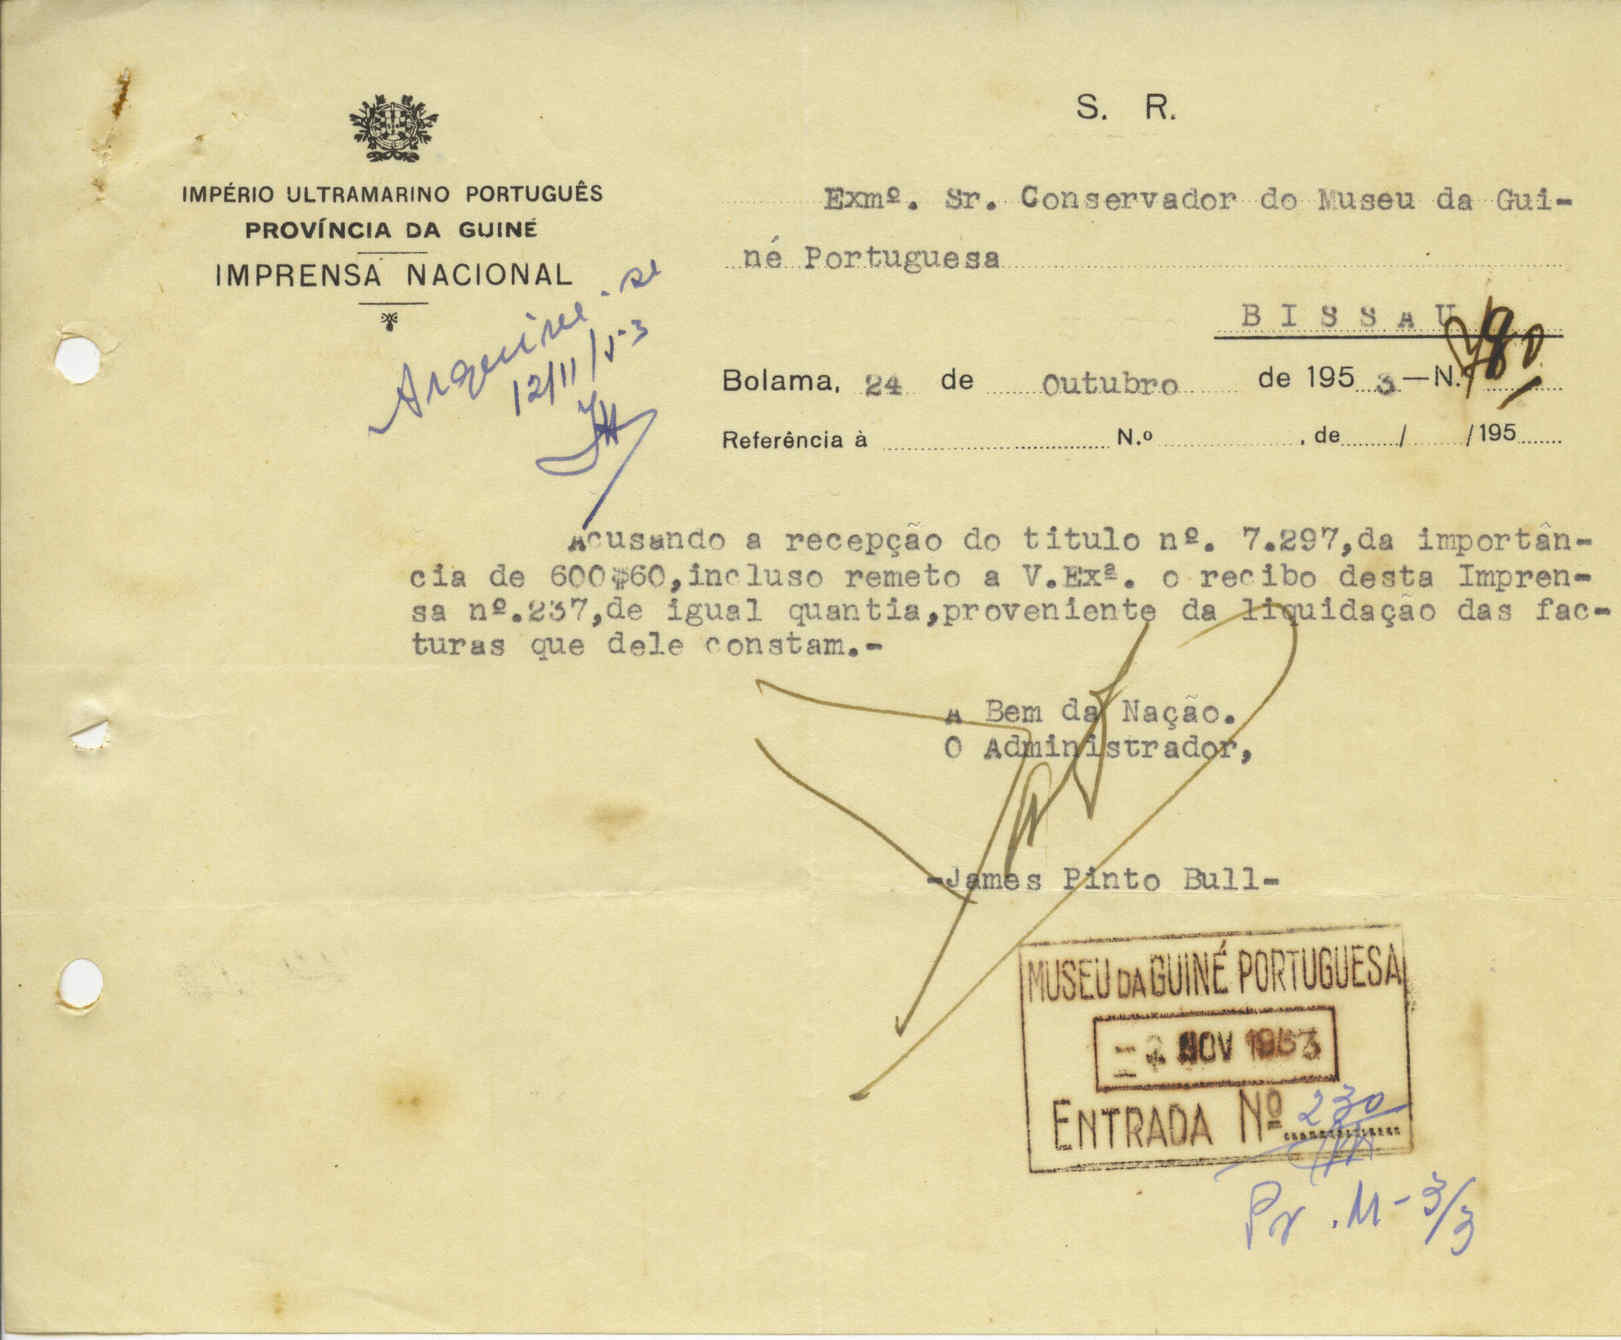 S. R.
IMPÉRIO ULTRAMARINO PORTUGUÊS
PROVÍNCIA DA GUINÉ
IMPRENSA NACIONAL
Exmº. Sr. Conservador do Museu da Gui-
né Portuguesa
BISSAU
Bolama, 24 de Outubro de 1953-N.º 780
Referência à N.º , de / /195
Arquive-se
12/11/53
Acusando a recepção do titulo nº. 7.297,da importân-
cia de 600$60,incluso remeto a V.Exª. o recibo desta Impren-
sa nº.237,de igual quantia,proveniente da liquidação das fac-
turas que dele constam.-
A Bem da Nação.
O Administrador,
-James Pinto Bull-
MUSEU DA GUINÉ PORTUGUESA
NOV 1953
ENTRADA Nº 230
Pr. M-3/3